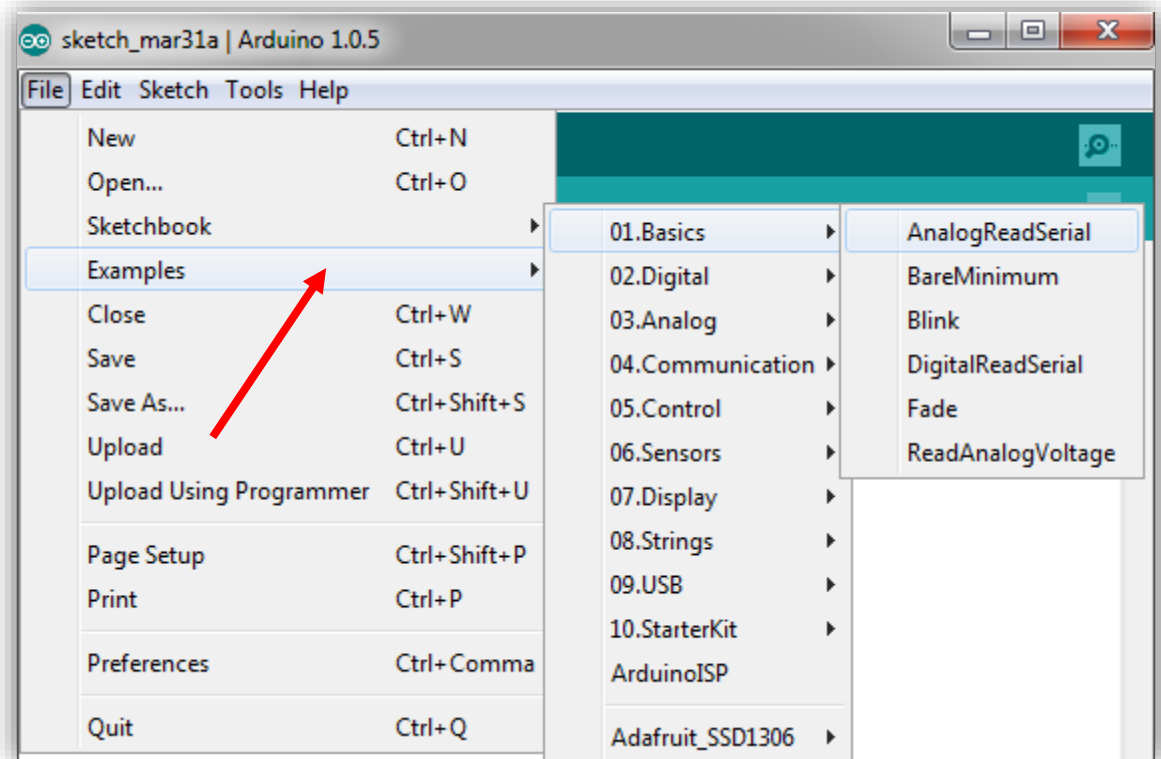 sketch_mar31a | Arduino 1.0.5
File Edit Sketch Tools Help
New Ctrl+N
Open... Ctrl+O
Sketchbook
Examples
Close Ctrl+W
Save Ctrl+S
Save As... Ctrl+Shift+S
Upload Ctrl+U
Upload Using Programmer Ctrl+Shift+U
Page Setup Ctrl+Shift+P
Print Ctrl+P
Preferences Ctrl+Comma
Quit Ctrl+Q
01.Basics
02.Digital
03.Analog
04.Communication
05.Control
06.Sensors
07.Display
08.Strings
09.USB
10.StarterKit
ArduinoISP
Adafruit_SSD1306
AnalogReadSerial
BareMinimum
Blink
DigitalReadSerial
Fade
ReadAnalogVoltage